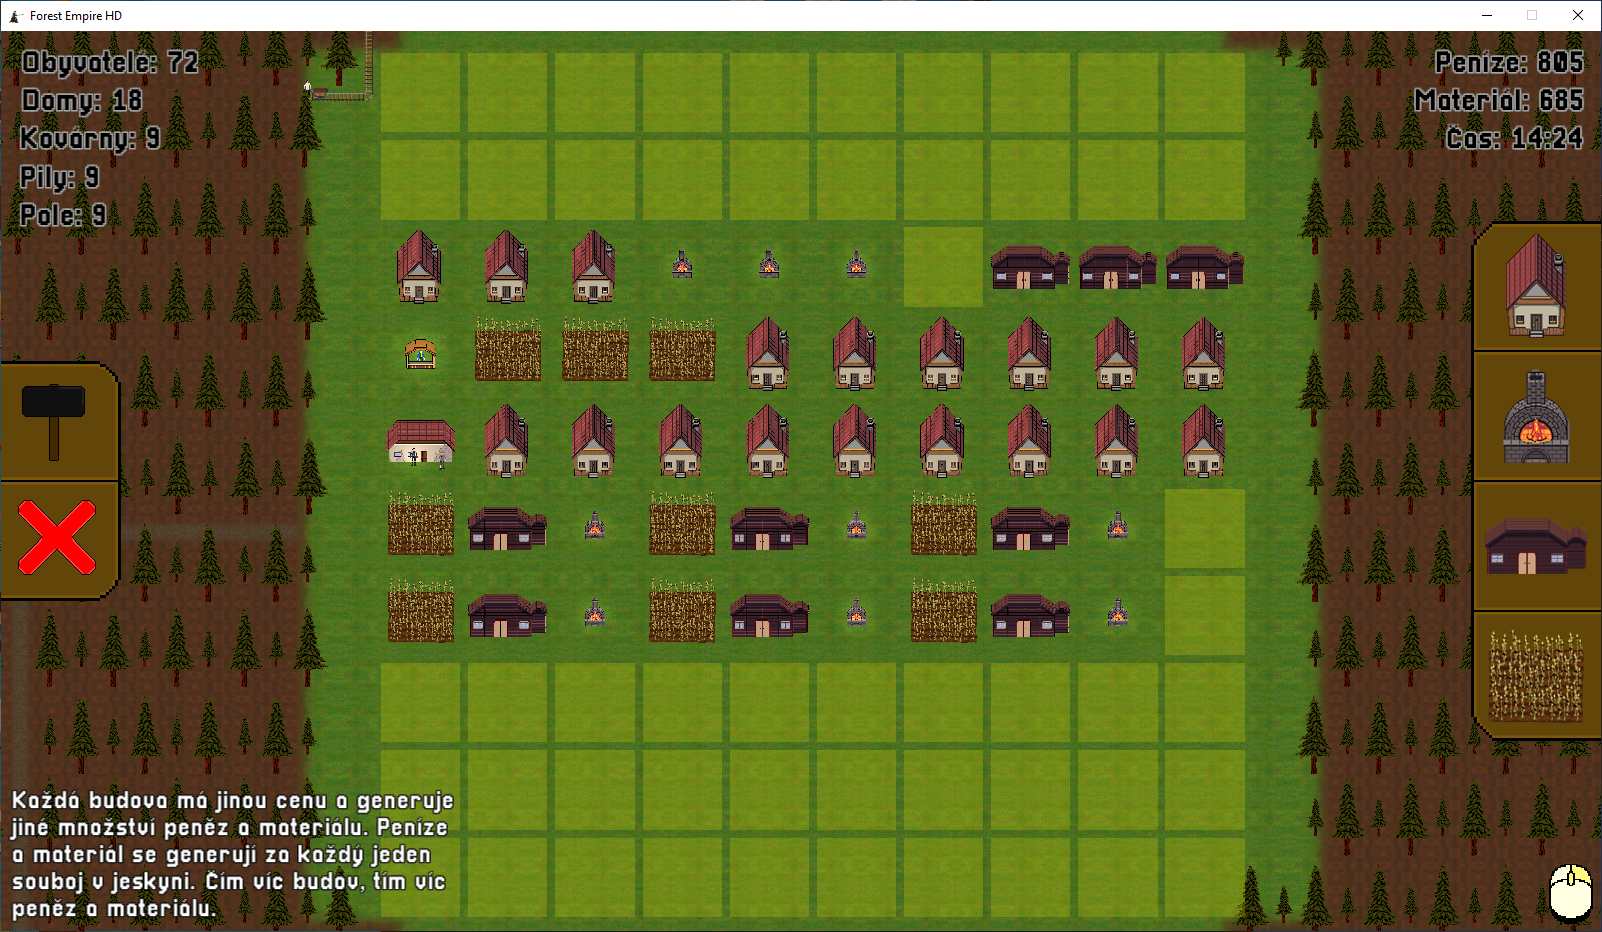 Forest Empire HD
Obyvatelé: 72
Domy: 18
Kovárny: 9
Pily: 9
Pole: 9
Peníze: 805
Materiál: 685
Čas: 14:24
Každá budova má jinou cenu a generuje
jiné množství peněz a materiálu. Peníze
a materiál se generují za každý jeden
souboj v jeskyni. Čím víc budov, tím víc
peněz a materiálu.